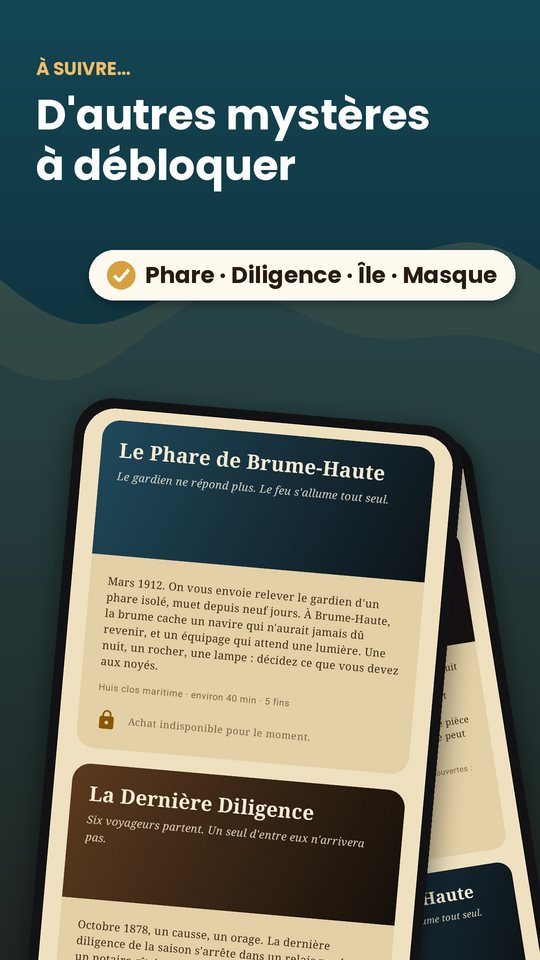 À SUIVRE...
D'autres mystères
à débloquer
Phare · Diligence · Île · Masque
Le Phare de Brume-Haute
Le gardien ne répond plus. Le feu s'allume tout seul.
Mars 1912. On vous envoie relever le gardien d'un
phare isolé, muet depuis neuf jours. À Brume-Haute,
la brume cache un navire qui n'aurait jamais dû
revenir, et un équipage qui attend une lumière. Une
nuit, un rocher, une lampe : décidez ce que vous devez
aux noyés.
Huis clos maritime · environ 40 min · 5 fins
Achat indisponible pour le moment.
La Dernière Diligence
Six voyageurs partent. Un seul d'entre eux n'arrivera
pas.
Octobre 1878, un causse, un orage. La dernière
diligence de la saison s'arrête dans un relais
un notaire
pièce
peut
Haute
tout seul.